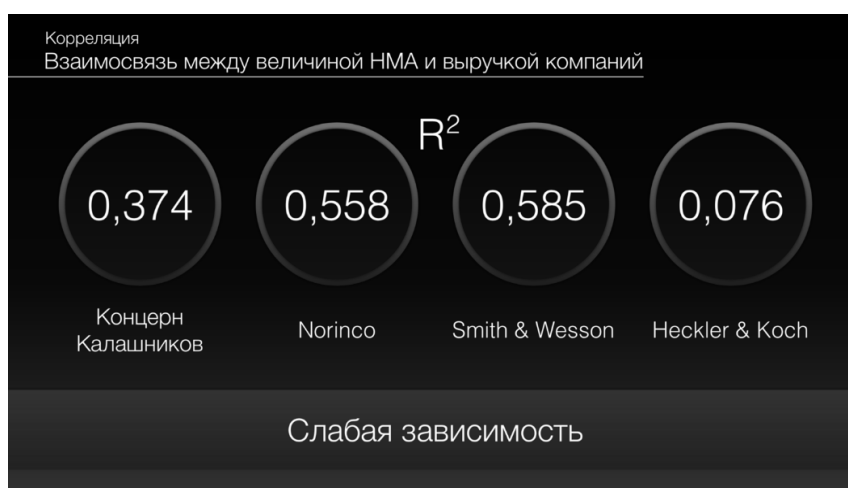 Корреляция
Взаимосвязь между величиной НМА и выручкой компаний
R²
0,374
0,558
0,585
0,076
Концерн
Калашников
Norinco
Smith & Wesson
Heckler & Koch
Слабая зависимость